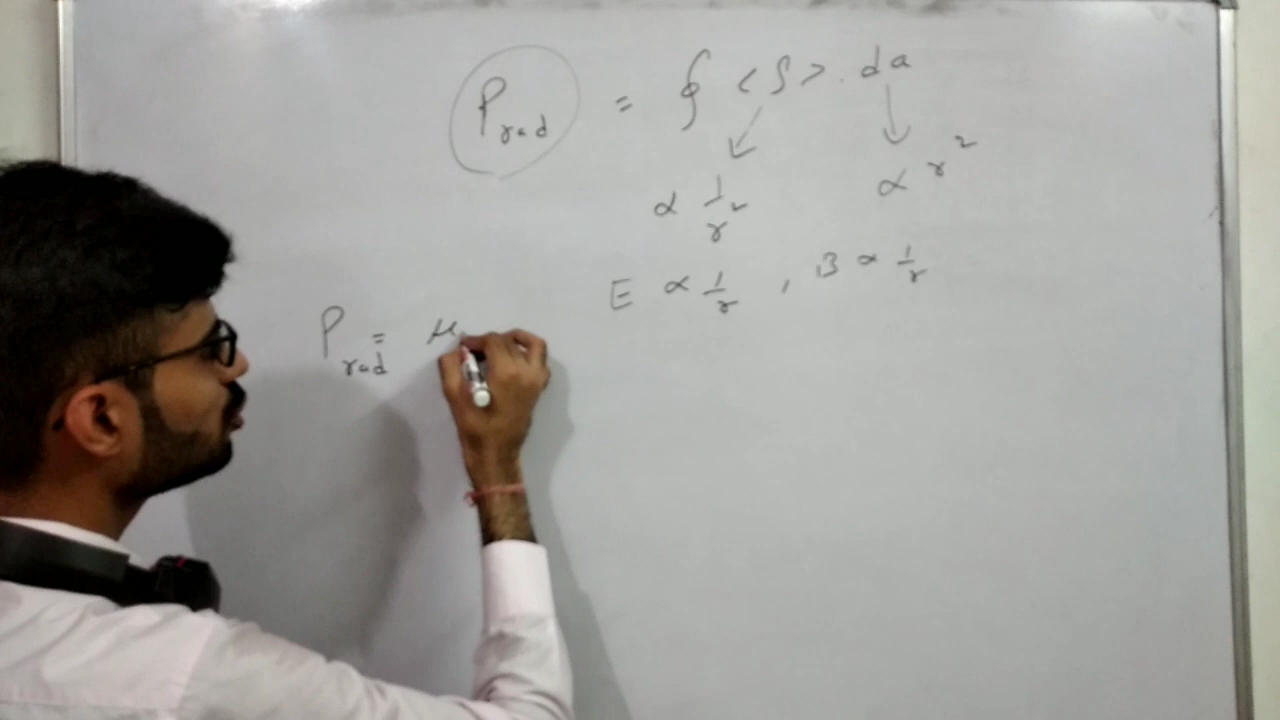 P_rad = ∮ <S> . da
∝ 1/r² ∝ r²
E ∝ 1/r , B ∝ 1/r
P_rad = μ